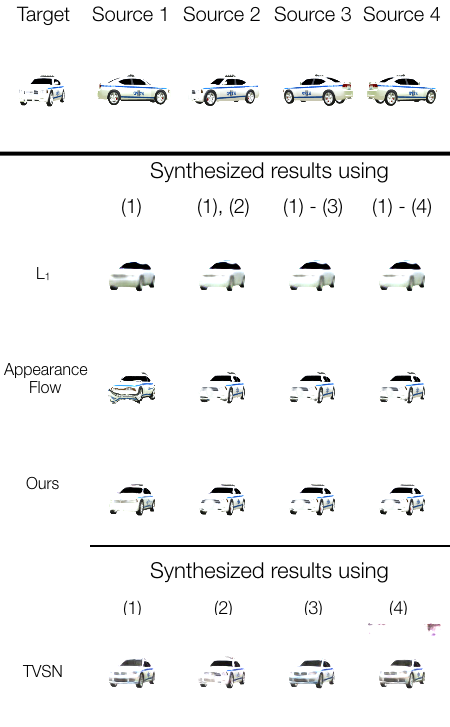 Target Source 1 Source 2 Source 3 Source 4
Synthesized results using
(1) (1), (2) (1) - (3) (1) - (4)
L₁
Appearance
Flow
Ours
Synthesized results using
(1) (2) (3) (4)
TVSN